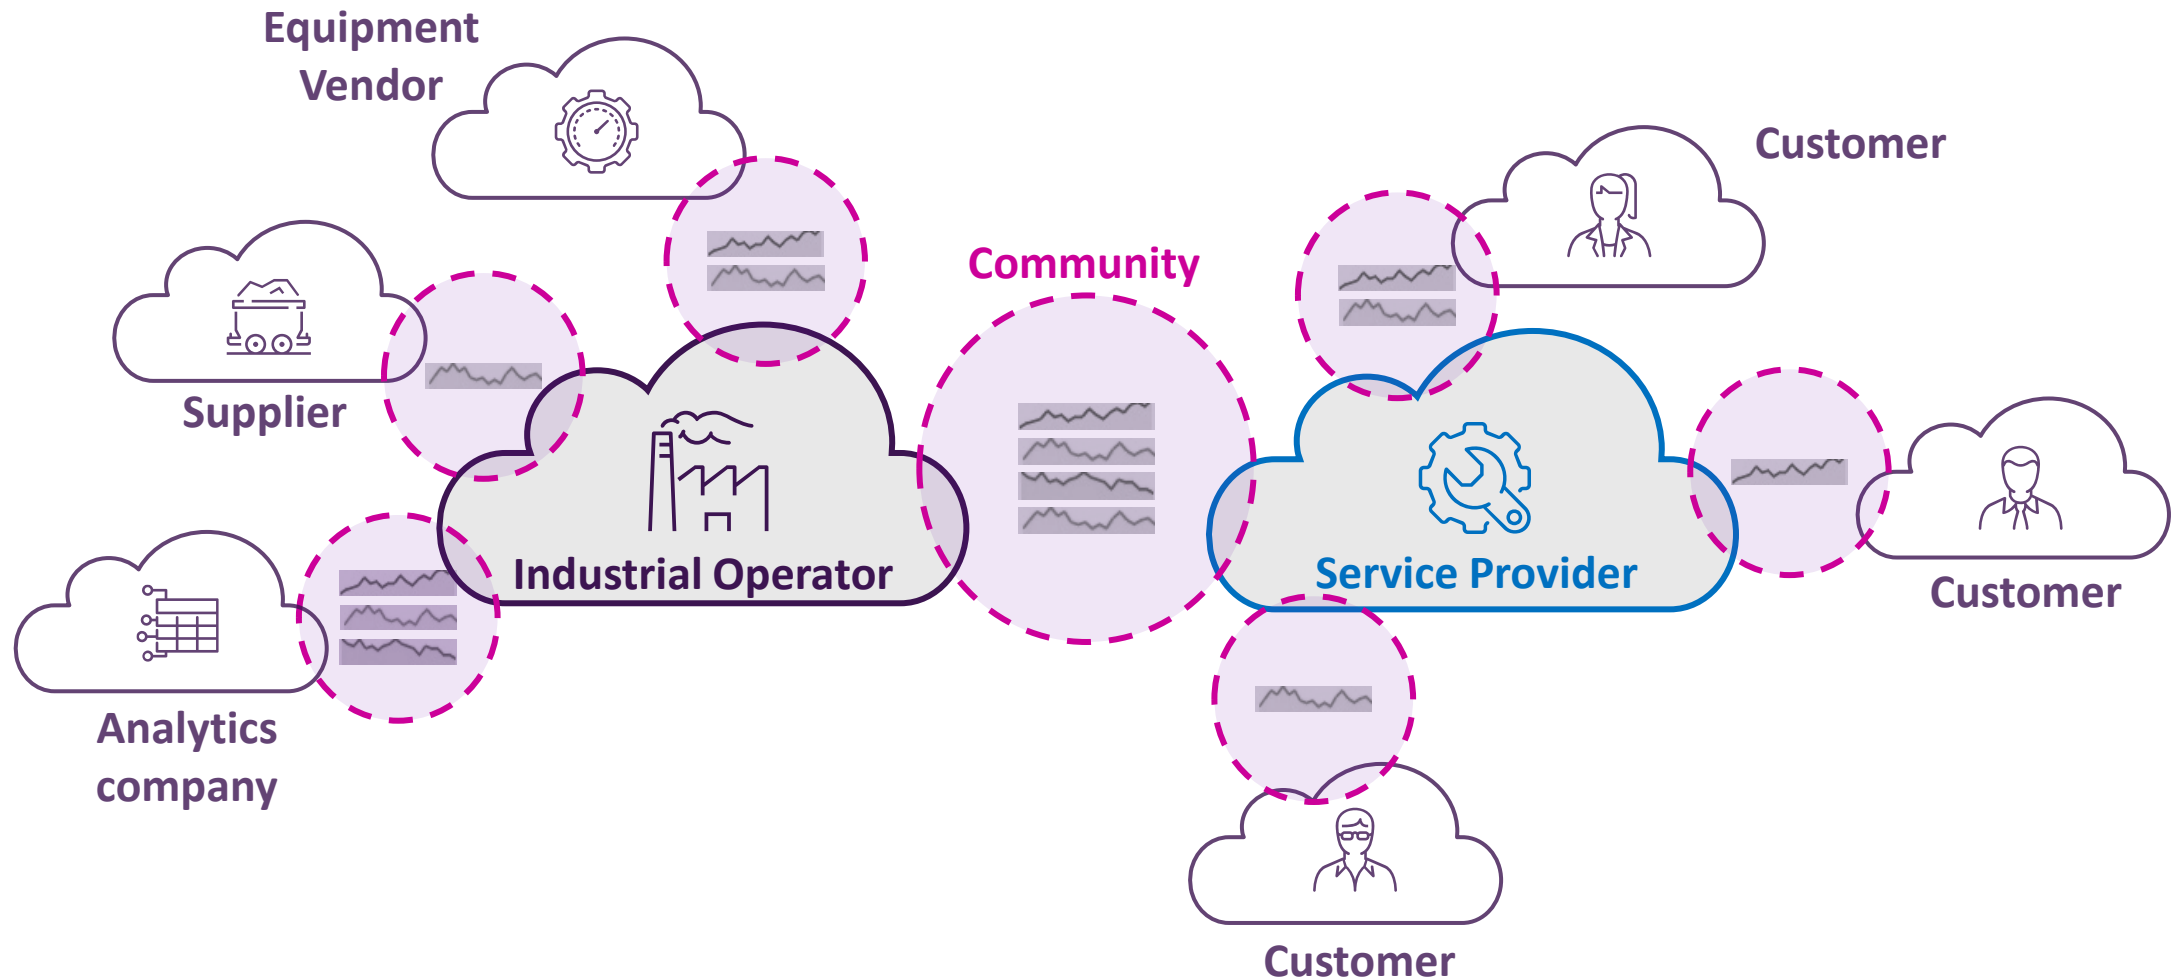 Equipment
Vendor
Customer
Community
Supplier
Industrial Operator
Service Provider
Customer
Analytics
company
Customer